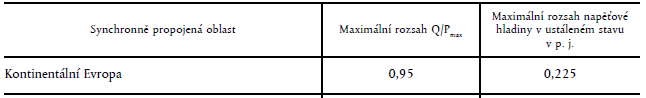 Synchronně propojená oblast
Maximální rozsah Q/Pmax
Maximální rozsah napěťové
hladiny v ustáleném stavu
v p. j.
Kontinentální Evropa
0,95
0,225